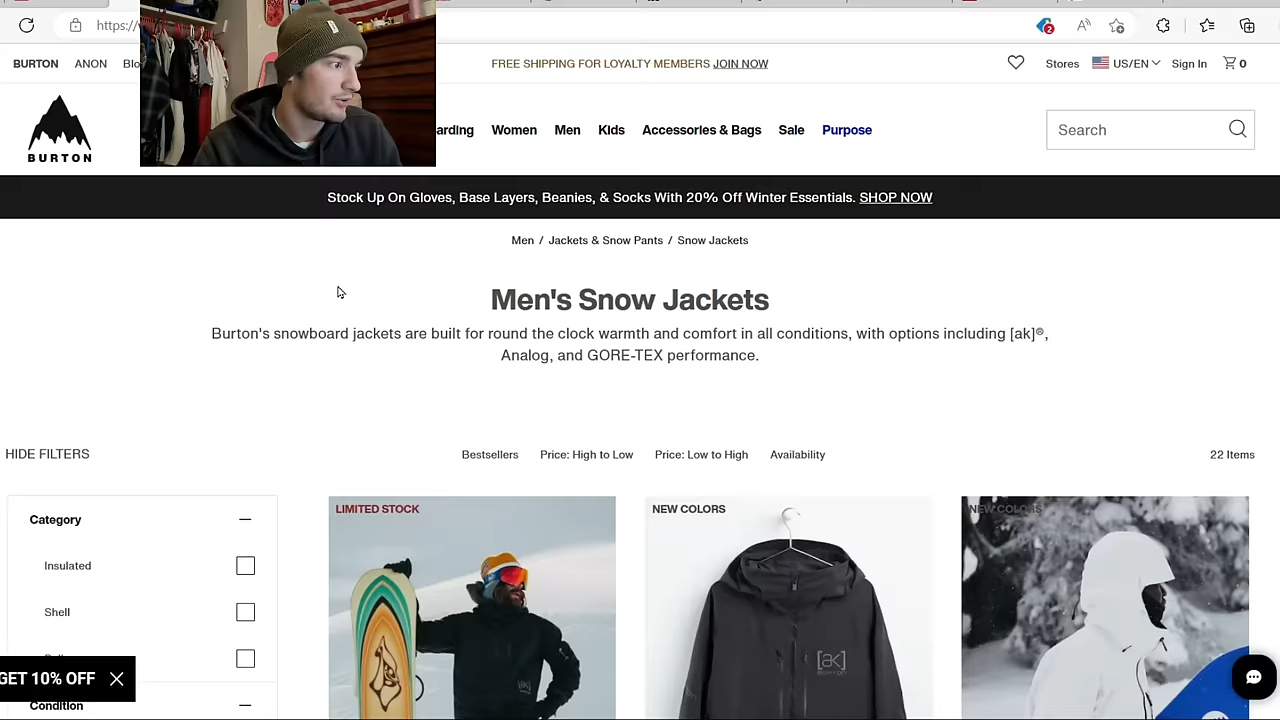 https://
BURTON ANON Blo
FREE SHIPPING FOR LOYALTY MEMBERS JOIN NOW
Stores US/EN Sign In 0
BURTON
arding Women Men KIds Accessories & Bags Sale Purpose
Search
Stock Up On Gloves, Base Layers, Beanies, & Socks With 20% Off Winter Essentials. SHOP NOW
Men / Jackets & Snow Pants / Snow Jackets
Men's Snow Jackets
Burton's snowboard jackets are built for round the clock warmth and comfort in all conditions, with options including [ak]®,
Analog, and GORE-TEX performance.
HIDE FILTERS
Bestsellers Price: High to Low Price: Low to High Availability
22 Items
Category
Insulated
Shell
Condition
GET 10% OFF
LIMITED STOCK
[ak]
NEW COLORS
[ak]
BURTON
NEW COLORS
2